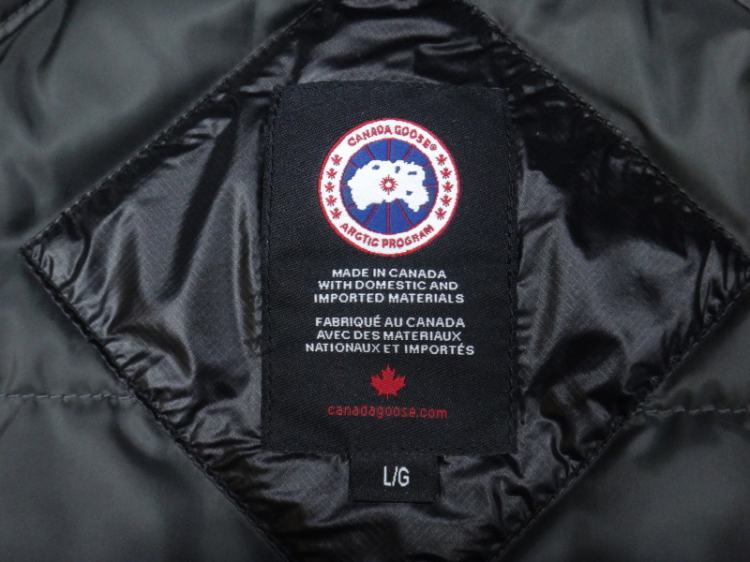 CANADA GOOSE®
ARCTIC PROGRAM
MADE IN CANADA
WITH DOMESTIC AND
IMPORTED MATERIALS
FABRIQUÉ AU CANADA
AVEC DES MATERIAUX
NATIONAUX ET IMPORTÉS
canadagoose.com
L/G